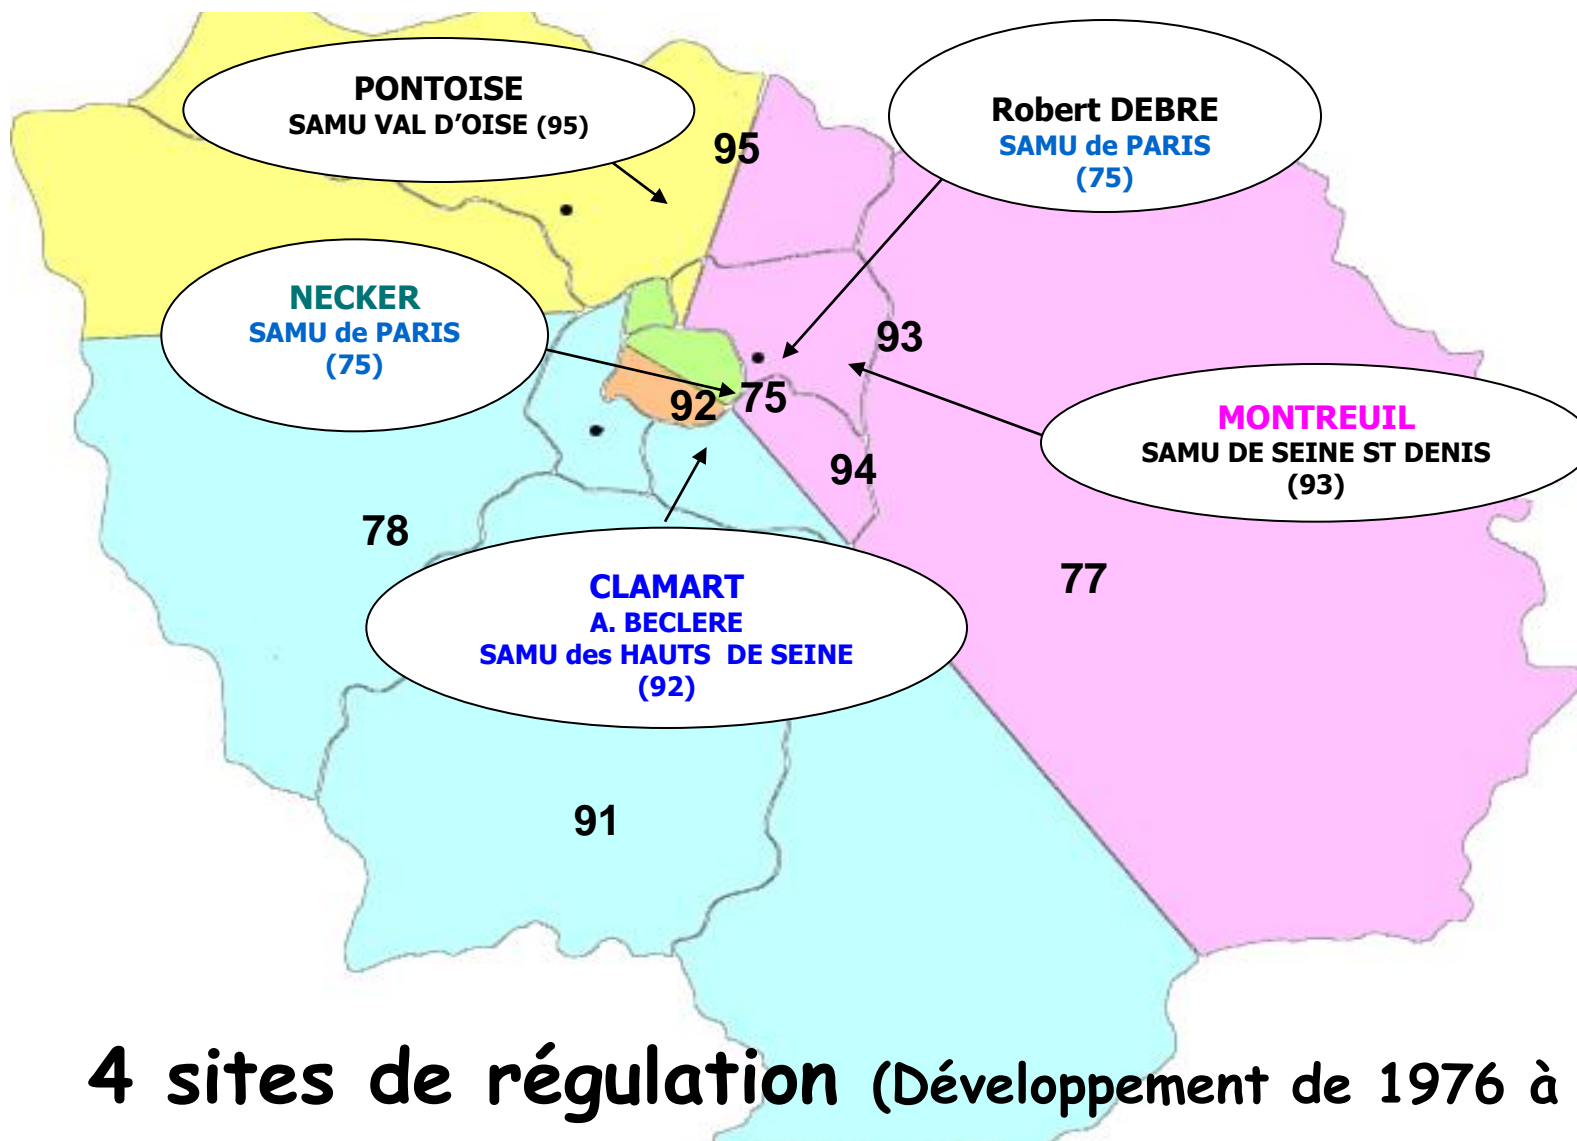 PONTOISE
SAMU VAL D'OISE (95)
Robert DEBRE
SAMU de PARIS
(75)
95
NECKER
SAMU de PARIS
(75)
93
75
92
MONTREUIL
SAMU DE SEINE ST DENIS
(93)
94
78
77
CLAMART
A. BECLERE
SAMU des HAUTS DE SEINE
(92)
91
4 sites de régulation (Développement de 1976 à